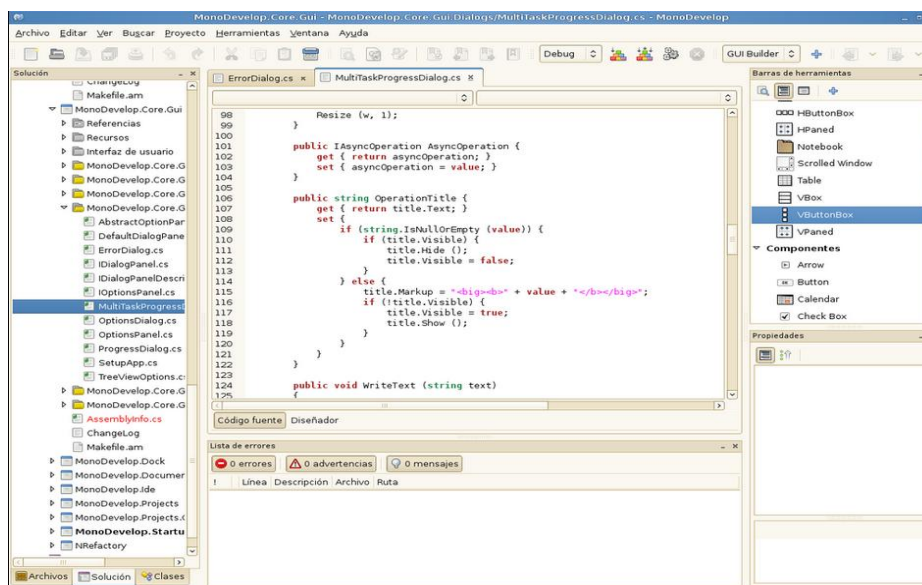 MonoDevelop.Core.Gui - MonoDevelop.Core.Gui.Dialogs/MultiTaskProgressDialog.cs - MonoDevelop
Archivo Editar Ver Buscar Proyecto Herramientas Ventana Ayuda
Debug
GUI Builder
Solución
ChangeLog
Makefile.am
MonoDevelop.Core.Gui
Referencias
Recursos
Interfaz de usuario
MonoDevelop.Core.G
MonoDevelop.Core.G
MonoDevelop.Core.G
MonoDevelop.Core.G
AbstractOptionPar
DefaultDialogPane
ErrorDialog.cs
IDialogPanel.cs
IDialogPanelDescri
IOptionsPanel.cs
MultiTaskProgressD
OptionsDialog.cs
OptionsPanel.cs
ProgressDialog.cs
SetupApp.cs
TreeViewOptions.c
MonoDevelop.Core.G
MonoDevelop.Core.G
AssemblyInfo.cs
ChangeLog
Makefile.am
MonoDevelop.Dock
MonoDevelop.Documer
MonoDevelop.Ide
MonoDevelop.Projects
MonoDevelop.Projects.(
MonoDevelop.Startu
NRefactory
Archivos Solución Clases
ErrorDialog.cs
MultiTaskProgressDialog.cs
98 Resize (w, 1);
99 }
100
101 public IAsyncOperation AsyncOperation {
102 get { return asyncOperation; }
103 set { asyncOperation = value; }
104 }
105
106 public string OperationTitle {
107 get { return title.Text; }
108 set {
109 if (string.IsNullOrEmpty (value)) {
110 if (title.Visible) {
111 title.Hide ();
112 title.Visible = false;
113 }
114 } else {
115 title.Markup = "<big><b>" + value + "</b></big>";
116 if (!title.Visible) {
117 title.Visible = true;
118 title.Show ();
119 }
120 }
121 }
122 }
123
124 public void WriteText (string text)
125 {
Código fuente Diseñador
Lista de errores
0 errores 0 advertencias 0 mensajes
! Línea Descripción Archivo Ruta
Barras de herramientas
HButtonBox
HPaned
Notebook
Scrolled Window
Table
VBox
VButtonBox
VPaned
Componentes
Arrow
Button
Calendar
Check Box
Propiedades